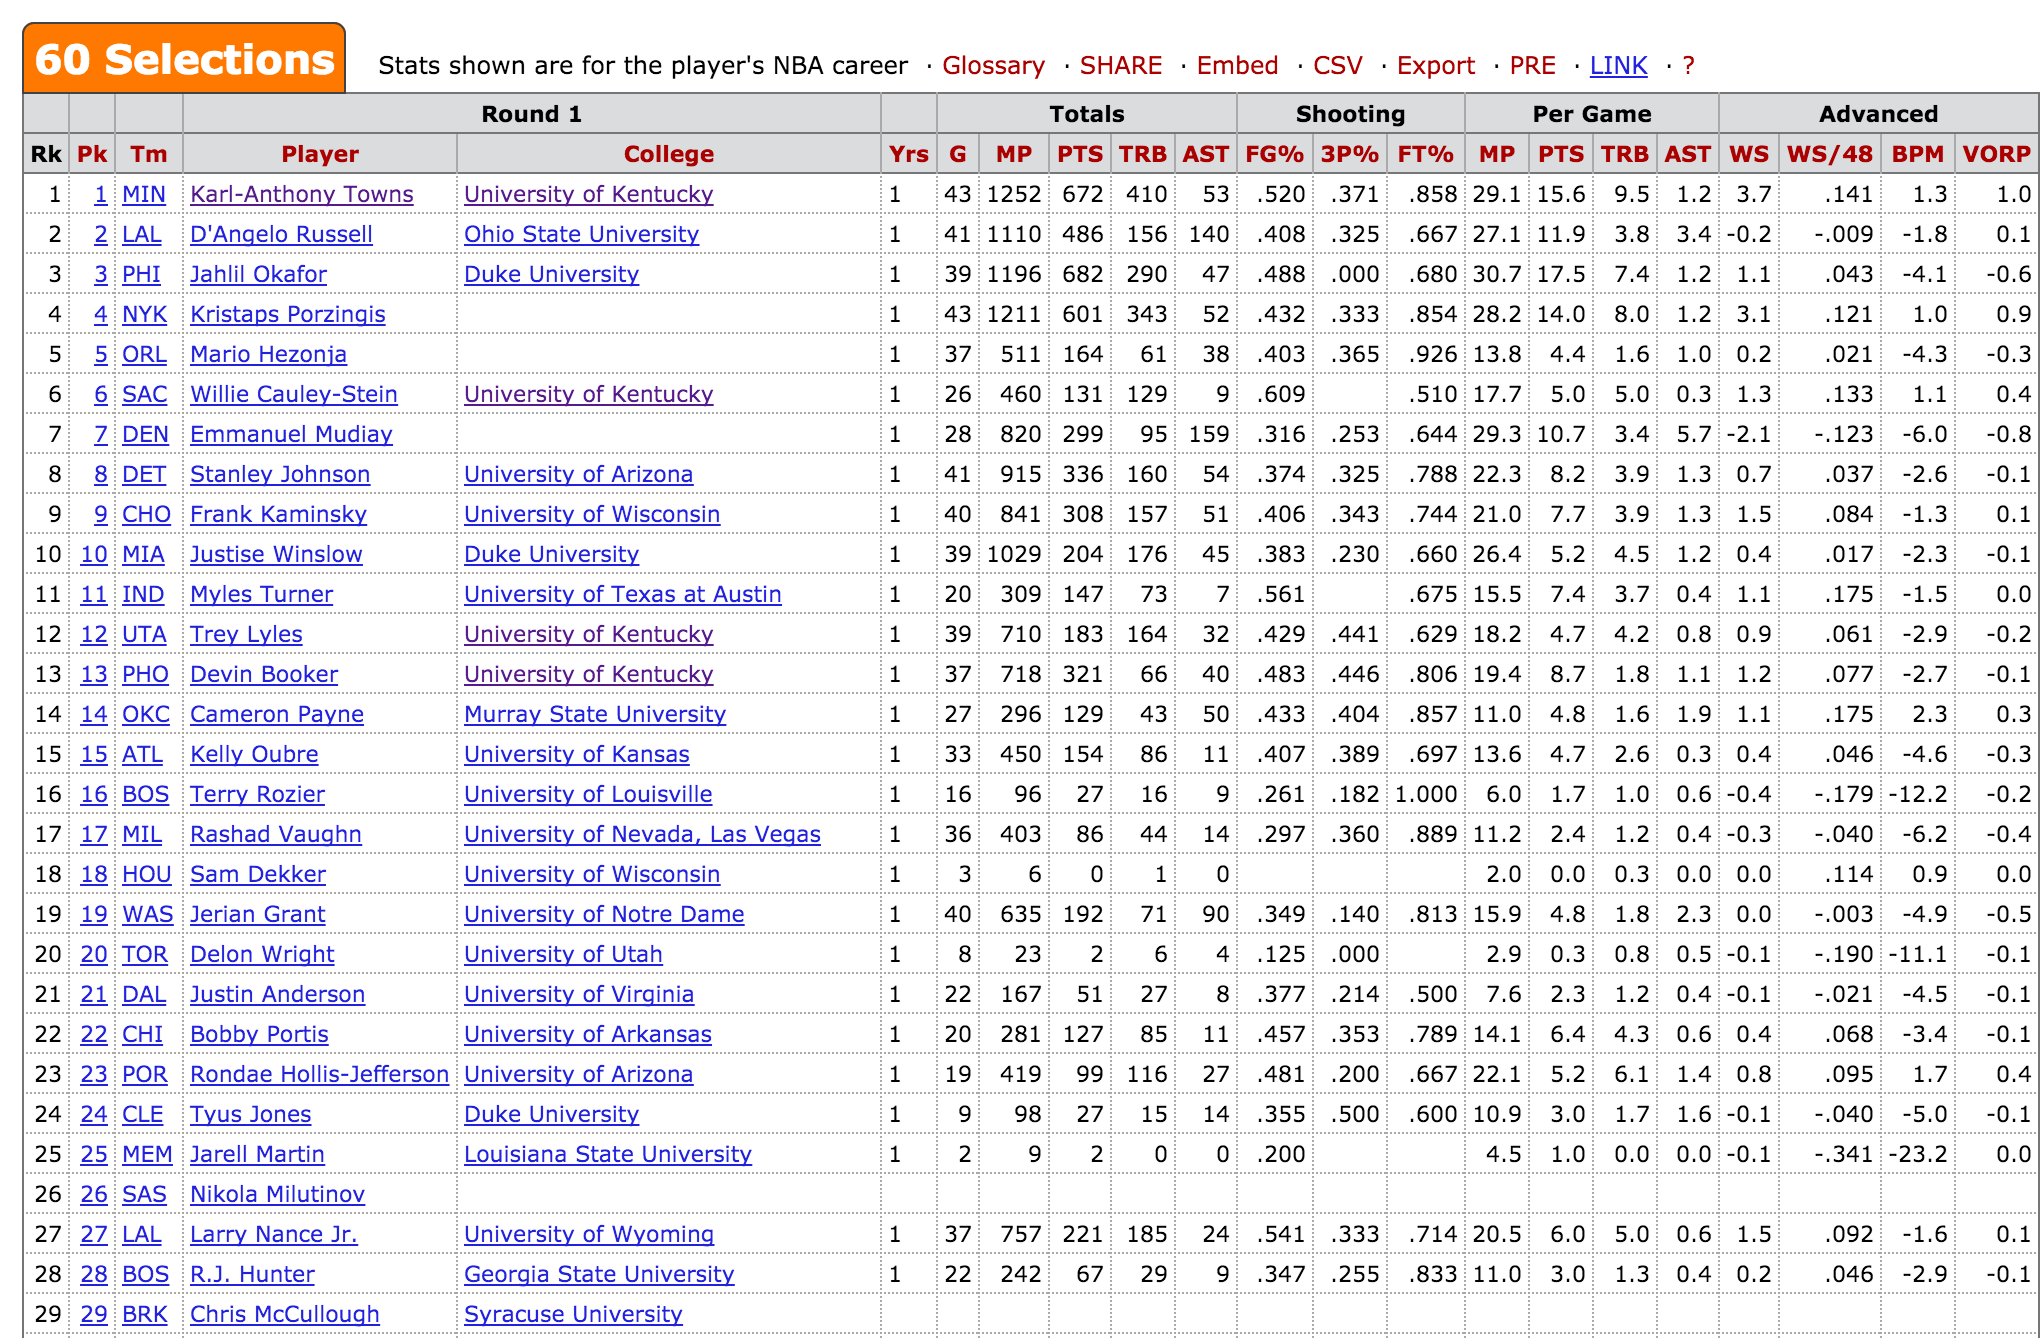 60 Selections Stats shown are for the player's NBA career · Glossary · SHARE · Embed · CSV · Export · PRE · LINK · ?
Round 1 Totals Shooting Per Game Advanced
Rk Pk Tm Player College Yrs G MP PTS TRB AST FG% 3P% FT% MP PTS TRB AST WS WS/48 BPM VORP
1 1 MIN Karl-Anthony Towns University of Kentucky 1 43 1252 672 410 53 .520 .371 .858 29.1 15.6 9.5 1.2 3.7 .141 1.3 1.0
2 2 LAL D'Angelo Russell Ohio State University 1 41 1110 486 156 140 .408 .325 .667 27.1 11.9 3.8 3.4 -0.2 -.009 -1.8 0.1
3 3 PHI Jahlil Okafor Duke University 1 39 1196 682 290 47 .488 .000 .680 30.7 17.5 7.4 1.2 1.1 .043 -4.1 -0.6
4 4 NYK Kristaps Porzingis 1 43 1211 601 343 52 .432 .333 .854 28.2 14.0 8.0 1.2 3.1 .121 1.0 0.9
5 5 ORL Mario Hezonja 1 37 511 164 61 38 .403 .365 .926 13.8 4.4 1.6 1.0 0.2 .021 -4.3 -0.3
6 6 SAC Willie Cauley-Stein University of Kentucky 1 26 460 131 129 9 .609 .510 17.7 5.0 5.0 0.3 1.3 .133 1.1 0.4
7 7 DEN Emmanuel Mudiay 1 28 820 299 95 159 .316 .253 .644 29.3 10.7 3.4 5.7 -2.1 -.123 -6.0 -0.8
8 8 DET Stanley Johnson University of Arizona 1 41 915 336 160 54 .374 .325 .788 22.3 8.2 3.9 1.3 0.7 .037 -2.6 -0.1
9 9 CHO Frank Kaminsky University of Wisconsin 1 40 841 308 157 51 .406 .343 .744 21.0 7.7 3.9 1.3 1.5 .084 -1.3 0.1
10 10 MIA Justise Winslow Duke University 1 39 1029 204 176 45 .383 .230 .660 26.4 5.2 4.5 1.2 0.4 .017 -2.3 -0.1
11 11 IND Myles Turner University of Texas at Austin 1 20 309 147 73 7 .561 .675 15.5 7.4 3.7 0.4 1.1 .175 -1.5 0.0
12 12 UTA Trey Lyles University of Kentucky 1 39 710 183 164 32 .429 .441 .629 18.2 4.7 4.2 0.8 0.9 .061 -2.9 -0.2
13 13 PHO Devin Booker University of Kentucky 1 37 718 321 66 40 .483 .446 .806 19.4 8.7 1.8 1.1 1.2 .077 -2.7 -0.1
14 14 OKC Cameron Payne Murray State University 1 27 296 129 43 50 .433 .404 .857 11.0 4.8 1.6 1.9 1.1 .175 2.3 0.3
15 15 ATL Kelly Oubre University of Kansas 1 33 450 154 86 11 .407 .389 .697 13.6 4.7 2.6 0.3 0.4 .046 -4.6 -0.3
16 16 BOS Terry Rozier University of Louisville 1 16 96 27 16 9 .261 .182 1.000 6.0 1.7 1.0 0.6 -0.4 -.179 -12.2 -0.2
17 17 MIL Rashad Vaughn University of Nevada, Las Vegas 1 36 403 86 44 14 .297 .360 .889 11.2 2.4 1.2 0.4 -0.3 -.040 -6.2 -0.4
18 18 HOU Sam Dekker University of Wisconsin 1 3 6 0 1 0 2.0 0.0 0.3 0.0 0.0 .114 0.9 0.0
19 19 WAS Jerian Grant University of Notre Dame 1 40 635 192 71 90 .349 .140 .813 15.9 4.8 1.8 2.3 0.0 -.003 -4.9 -0.5
20 20 TOR Delon Wright University of Utah 1 8 23 2 6 4 .125 .000 2.9 0.3 0.8 0.5 -0.1 -.190 -11.1 -0.1
21 21 DAL Justin Anderson University of Virginia 1 22 167 51 27 8 .377 .214 .500 7.6 2.3 1.2 0.4 -0.1 -.021 -4.5 -0.1
22 22 CHI Bobby Portis University of Arkansas 1 20 281 127 85 11 .457 .353 .789 14.1 6.4 4.3 0.6 0.4 .068 -3.4 -0.1
23 23 POR Rondae Hollis-Jefferson University of Arizona 1 19 419 99 116 27 .481 .200 .667 22.1 5.2 6.1 1.4 0.8 .095 1.7 0.4
24 24 CLE Tyus Jones Duke University 1 9 98 27 15 14 .355 .500 .600 10.9 3.0 1.7 1.6 -0.1 -.040 -5.0 -0.1
25 25 MEM Jarell Martin Louisiana State University 1 2 9 2 0 0 .200 4.5 1.0 0.0 0.0 -0.1 -.341 -23.2 0.0
26 26 SAS Nikola Milutinov
27 27 LAL Larry Nance Jr. University of Wyoming 1 37 757 221 185 24 .541 .333 .714 20.5 6.0 5.0 0.6 1.5 .092 -1.6 0.1
28 28 BOS R.J. Hunter Georgia State University 1 22 242 67 29 9 .347 .255 .833 11.0 3.0 1.3 0.4 0.2 .046 -2.9 -0.1
29 29 BRK Chris McCullough Syracuse University